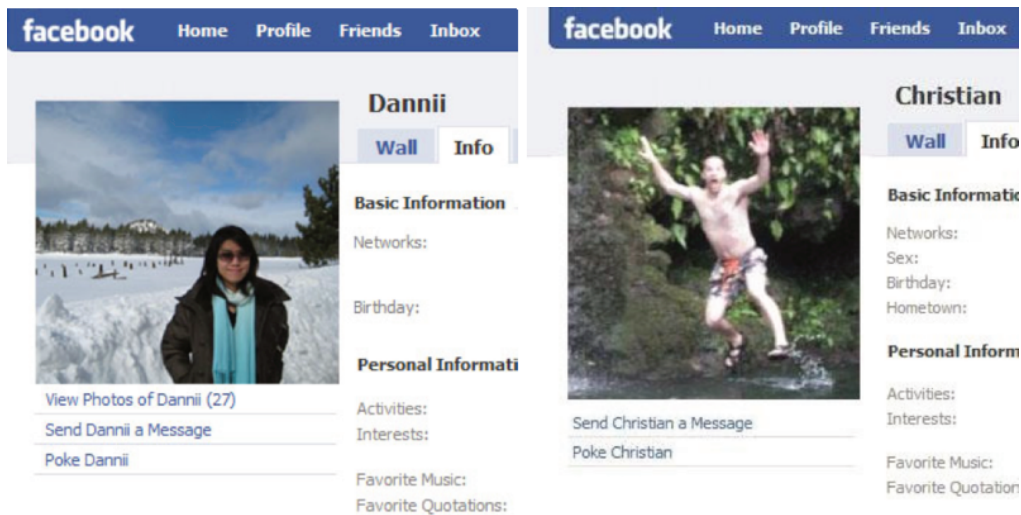 facebook Home Profile Friends Inbox
Dannii
Wall Info
Basic Information
Networks:
Birthday:
Personal Informati
Activities:
Interests:
Favorite Music:
Favorite Quotations:
View Photos of Dannii (27)
Send Dannii a Message
Poke Dannii
facebook Home Profile Friends Inbox
Christian
Wall Info
Basic Informatio
Networks:
Sex:
Birthday:
Hometown:
Personal Inform
Activities:
Interests:
Favorite Music:
Favorite Quotation
Send Christian a Message
Poke Christian